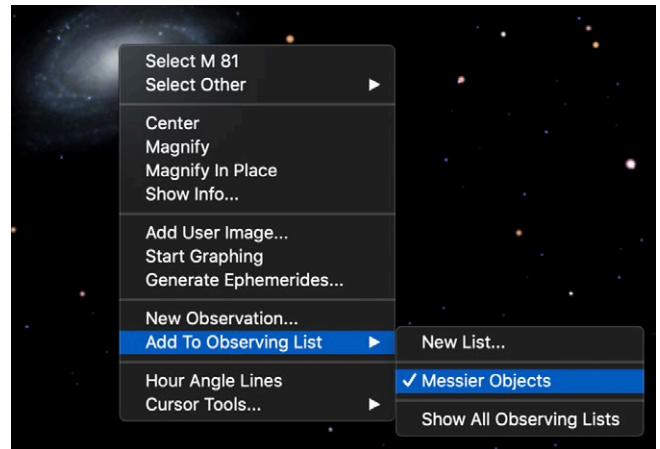 Select M 81
Select Other
Center
Magnify
Magnify In Place
Show Info...
Add User Image...
Start Graphing
Generate Ephemerides...
New Observation...
Add To Observing List
Hour Angle Lines
Cursor Tools...
New List...
✓ Messier Objects
Show All Observing Lists